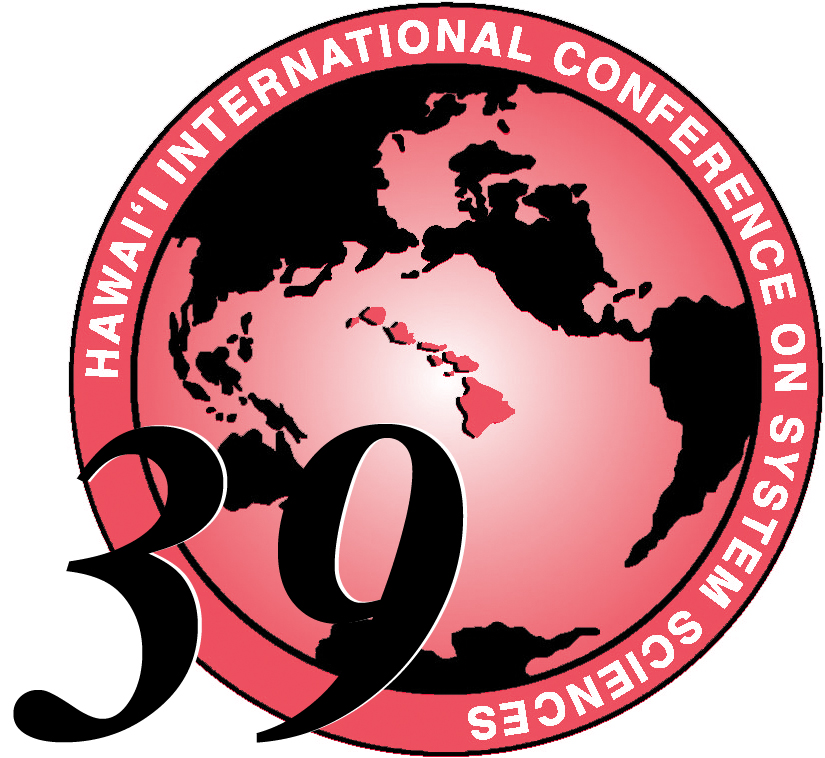 HAWAI‘I INTERNATIONAL CONFERENCE ON SYSTEM SCIENCES
39